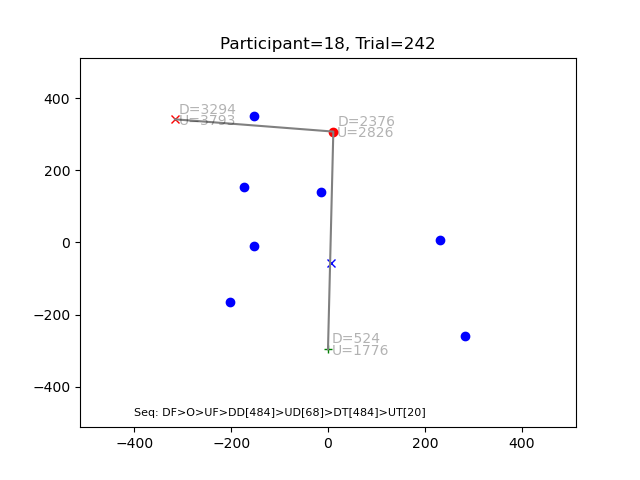 Participant=18, Trial=242
400
200
0
−200
−400
D=3294
U=3793
D=2376
U=2826
D=524
U=1776
Seq: DF>O>UF>DD[484]>UD[68]>DT[484]>UT[20]
−400 −200 0 200 400